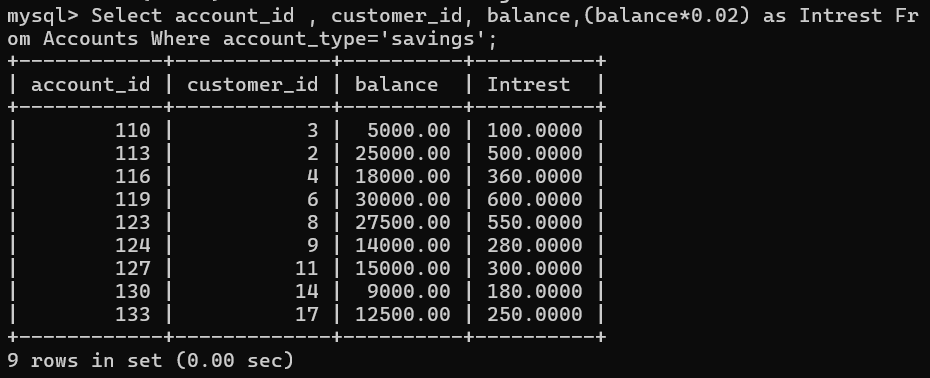 mysql> Select account_id , customer_id, balance,(balance*0.02) as Intrest Fr
om Accounts Where account_type='savings';
+------------+-------------+----------+----------+
| account_id | customer_id | balance  | Intrest  |
+------------+-------------+----------+----------+
|        110 |           3 |  5000.00 | 100.0000 |
|        113 |           2 | 25000.00 | 500.0000 |
|        116 |           4 | 18000.00 | 360.0000 |
|        119 |           6 | 30000.00 | 600.0000 |
|        123 |           8 | 27500.00 | 550.0000 |
|        124 |           9 | 14000.00 | 280.0000 |
|        127 |          11 | 15000.00 | 300.0000 |
|        130 |          14 |  9000.00 | 180.0000 |
|        133 |          17 | 12500.00 | 250.0000 |
+------------+-------------+----------+----------+
9 rows in set (0.00 sec)